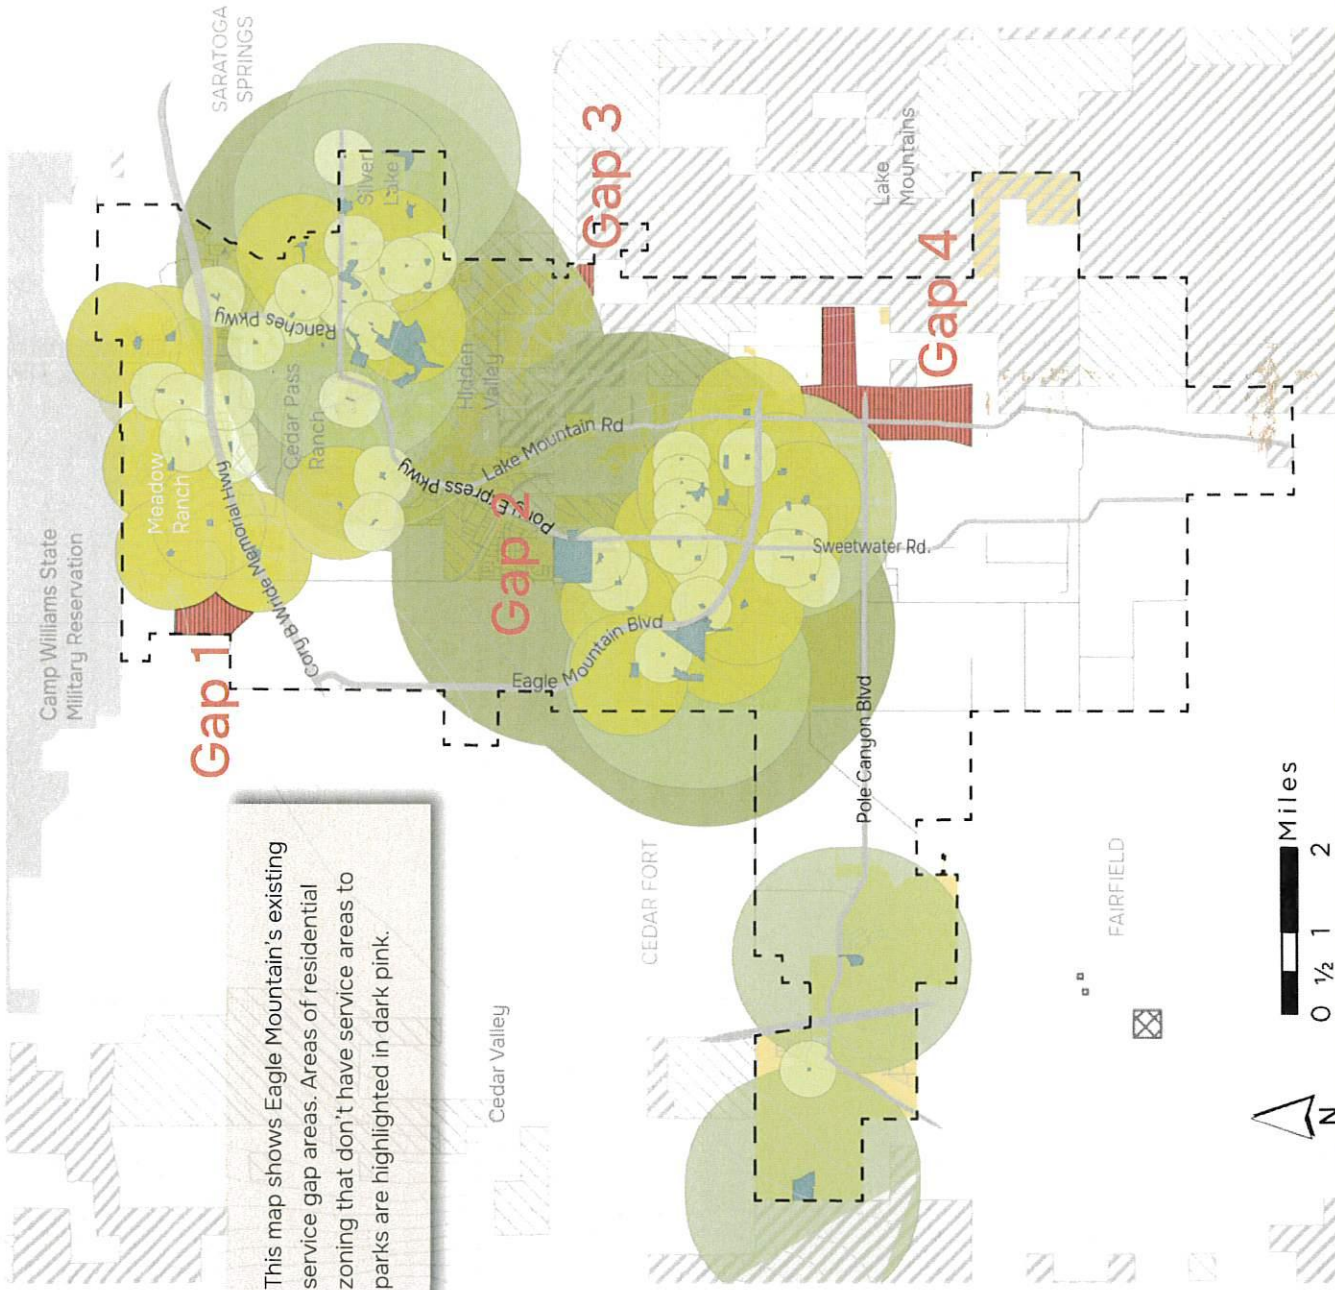 Camp Williams State
Military Reservation
SARATOGA
SPRINGS
Meadow
Ranch
Gap 1
Cory B Wride Memorial Hwy
Ranches Pkwy
Cedar Pass
Ranch
Silver
Lake
Hidden
Valley
Gap 2
Pony Express Pkwy
Lake Mountain Rd
Gap 3
Lake
Mountains
Gap 4
Eagle Mountain Blvd
Sweetwater Rd.
Pole Canyon Blvd
This map shows Eagle Mountain's existing
service gap areas. Areas of residential
zoning that don't have service areas to
parks are highlighted in dark pink.
Cedar Valley
CEDAR FORT
FAIRFIELD
N
0 ½ 1 2
Miles